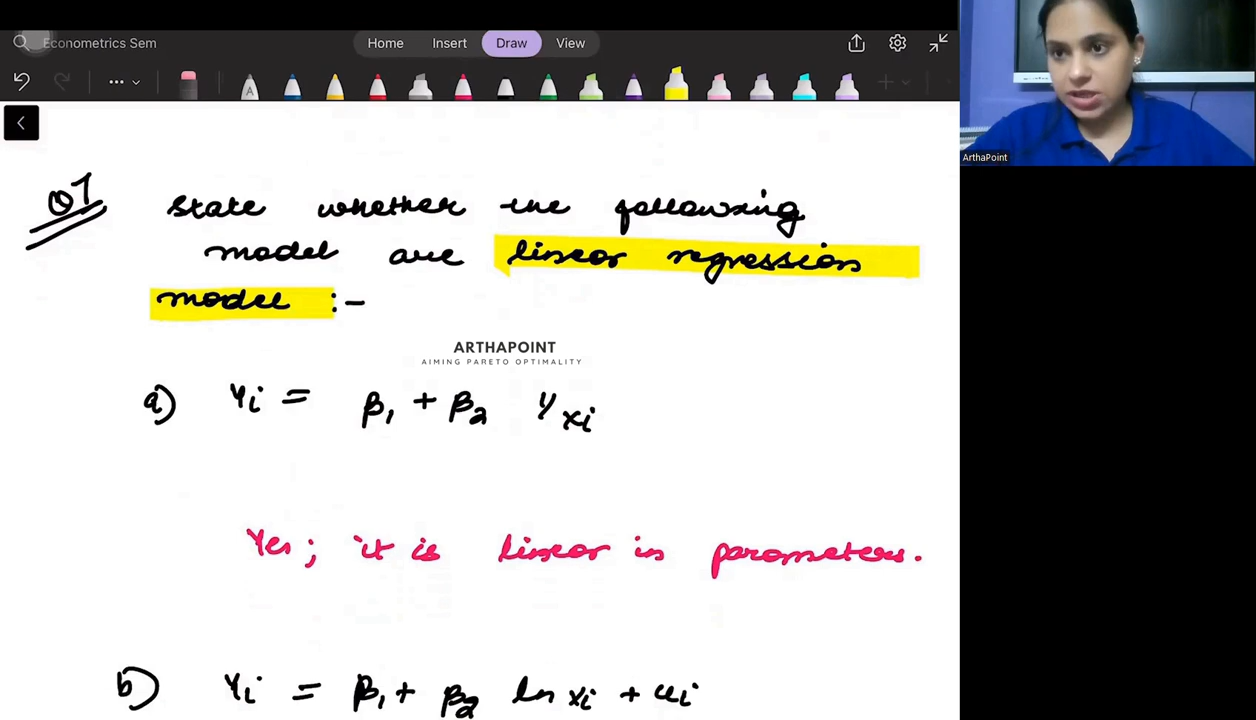 Econometrics Sem
Home Insert Draw View
A
ArthaPoint
Q7 State whether the following
model are linear regression
model :-
ARTHAPOINT
AIMING PARETO OPTIMALITY
a) Yi = β1 + β2 1/xi
Yes; it is linear in parameters.
b) Yi = β1 + β2 ln xi + ui